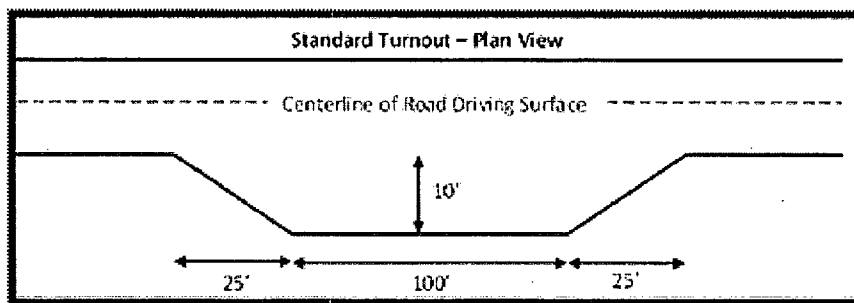 Standard Turnout – Plan View
Centerline of Road Driving Surface
10'
25'
100'
25'